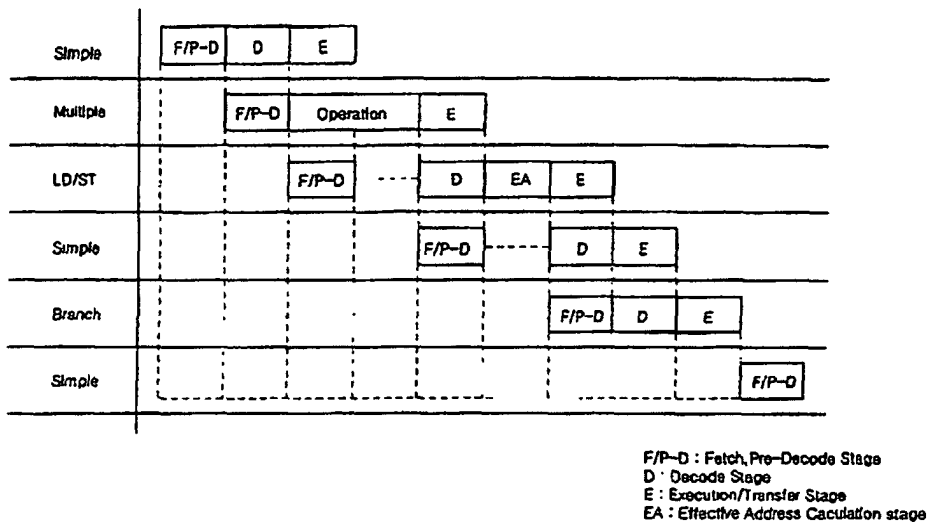 Simple F/P-D D E
Multiple F/P-D Operation E
LD/ST F/P-D D EA E
Simple F/P-D D E
Branch F/P-D D E
Simple F/P-D
F/P-D : Fetch, Pre-Decode Stage
D : Decode Stage
E : Execution/Transfer Stage
EA : Effective Address Caculation stage